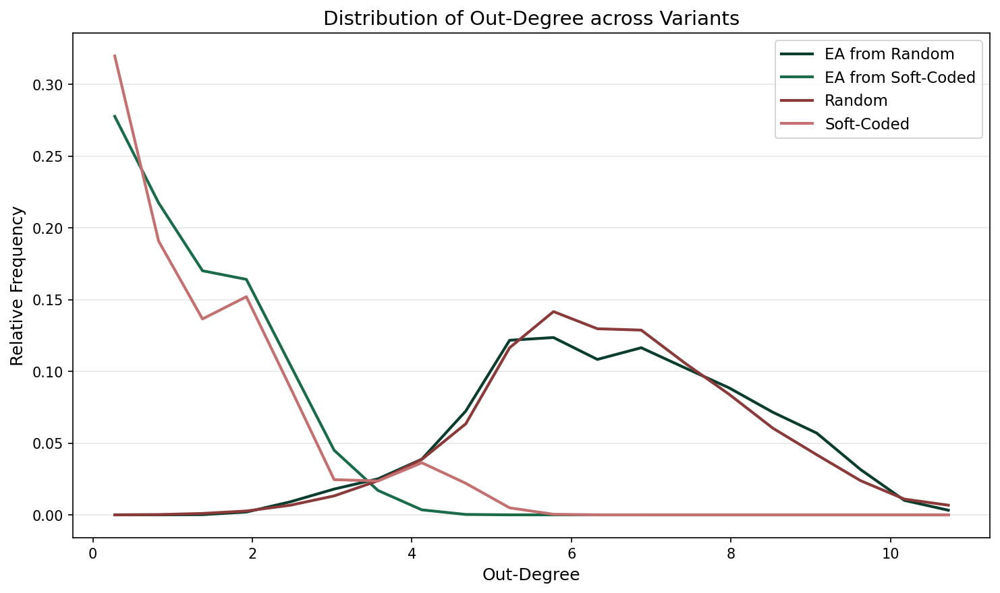 Distribution of Out-Degree across Variants
EA from Random
EA from Soft-Coded
Random
Soft-Coded
Relative Frequency
0.30
0.25
0.20
0.15
0.10
0.05
0.00
0 2 4 6 8 10
Out-Degree